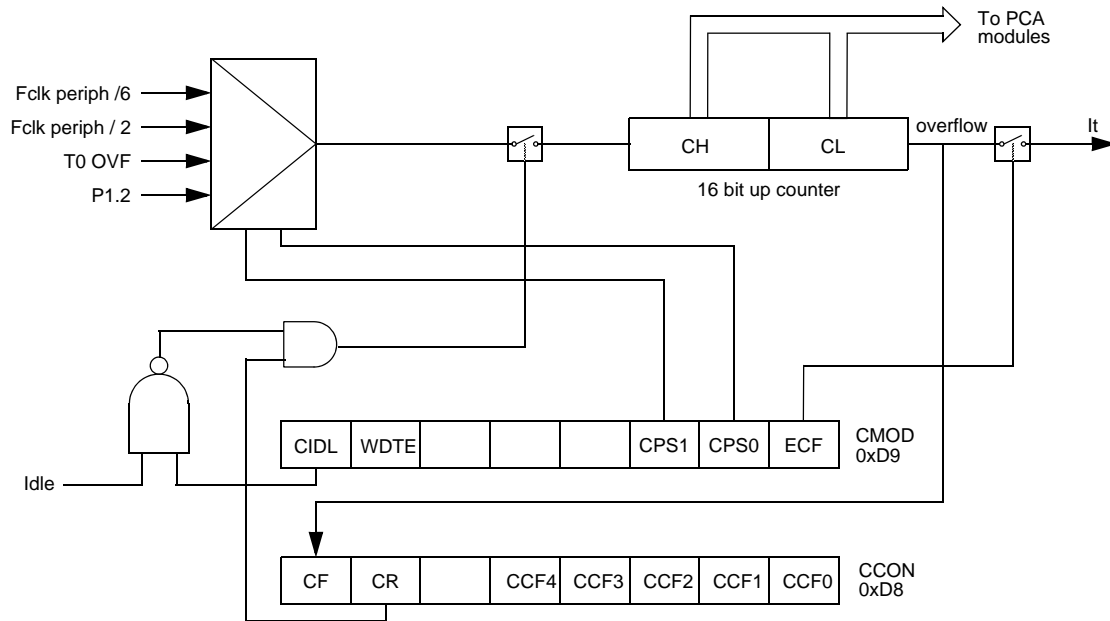 To PCA
modules
Fclk periph /6
Fclk periph / 2
T0 OVF
P1.2
CH
CL
overflow
It
16 bit up counter
CIDL
WDTE
CPS1
CPS0
ECF
CMOD
0xD9
Idle
CF
CR
CCF4
CCF3
CCF2
CCF1
CCF0
CCON
0xD8